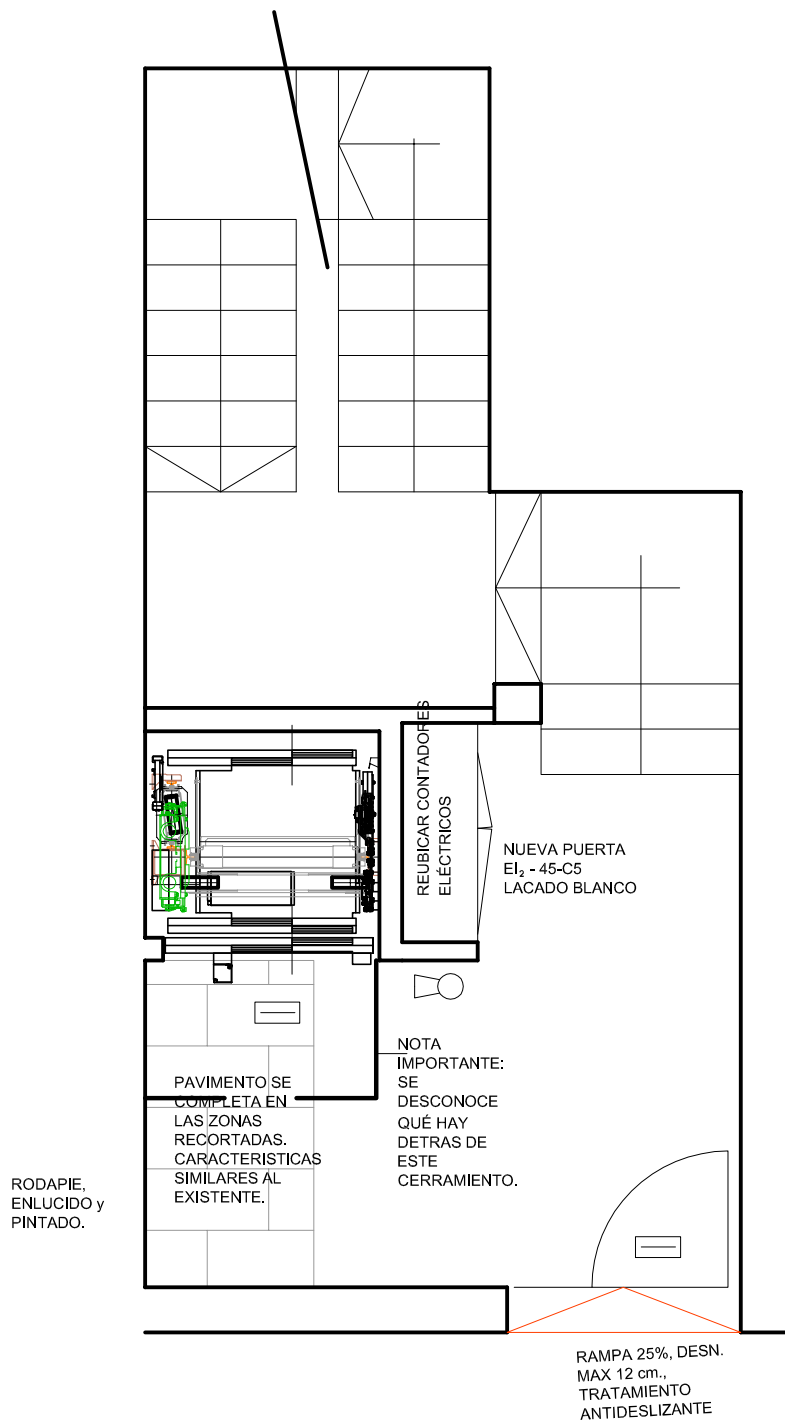 REUBICAR CONTADORES
ELÉCTRICOS
NUEVA PUERTA
EI₂ - 45-C5
LACADO BLANCO
NOTA
IMPORTANTE:
SE
DESCONOCE
QUÉ HAY
DETRAS DE
ESTE
CERRAMIENTO.
PAVIMENTO SE
COMPLETA EN
LAS ZONAS
RECORTADAS.
CARACTERISTICAS
SIMILARES AL
EXISTENTE.
RODAPIE,
ENLUCIDO y
PINTADO.
RAMPA 25%, DESN.
MAX 12 cm.,
TRATAMIENTO
ANTIDESLIZANTE